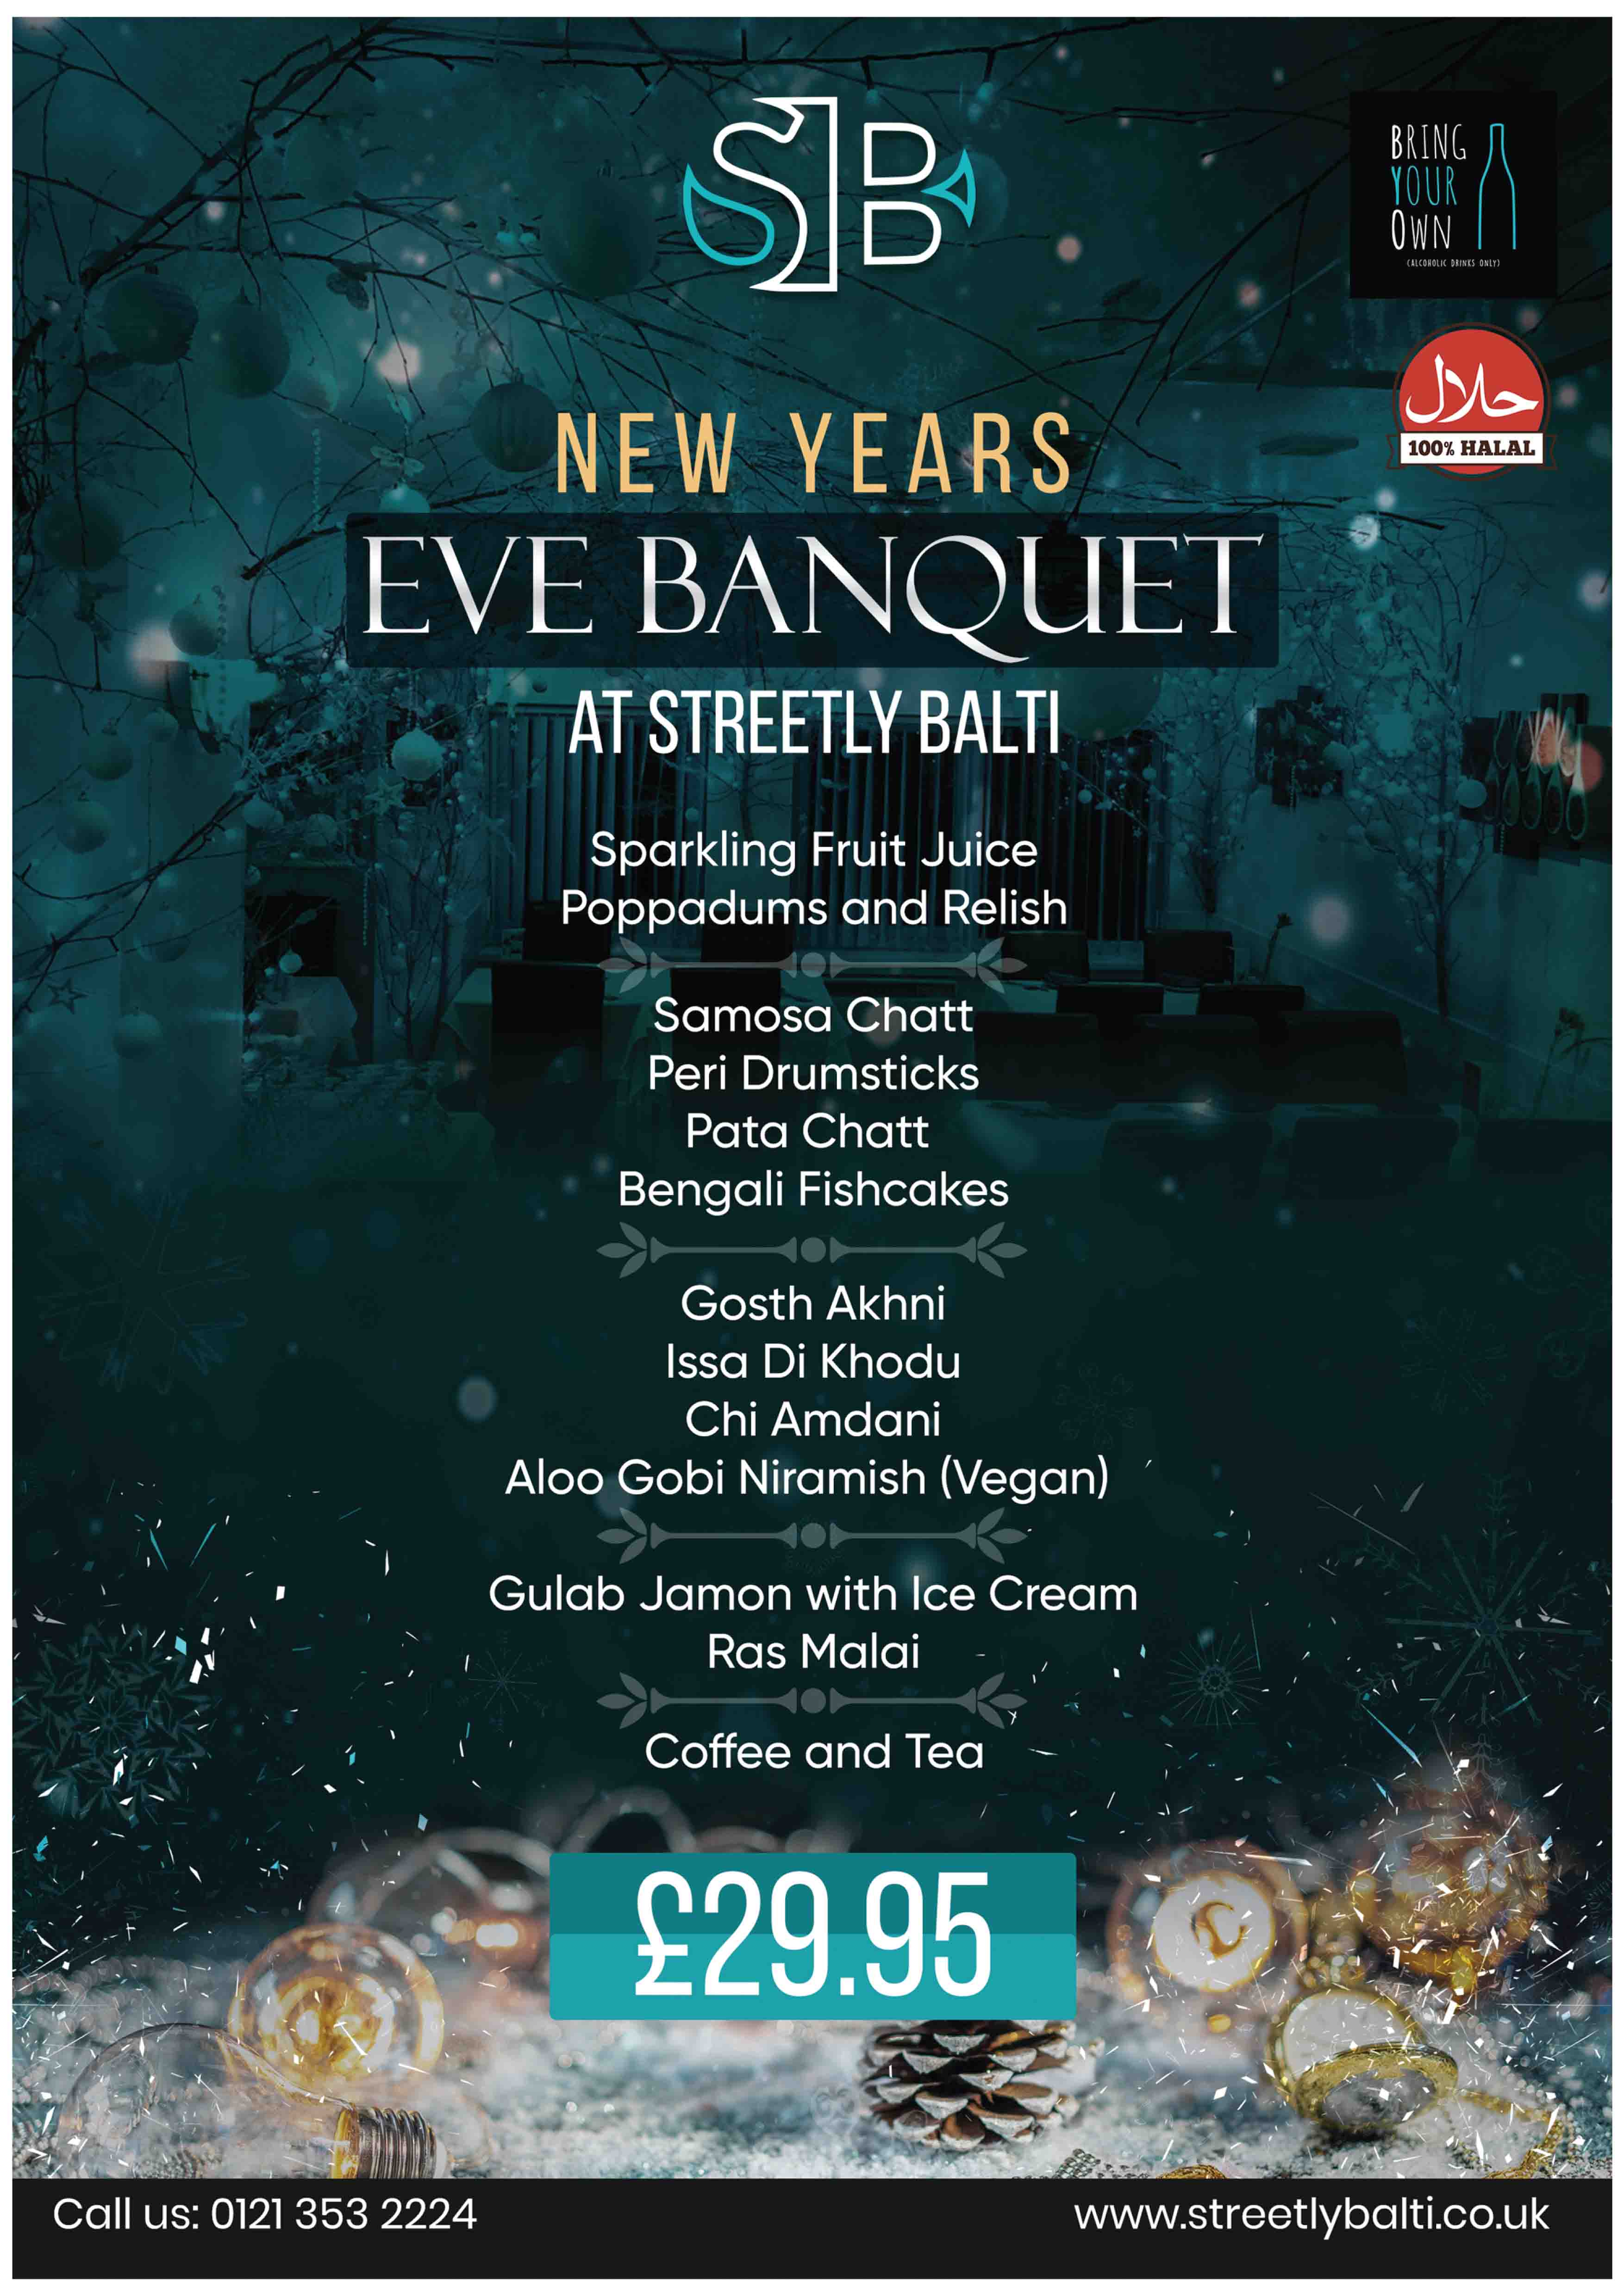 SB
BRING
YOUR
OWN
(ALCOHOLIC DRINKS ONLY)
حلال
100% HALAL
NEW YEARS
EVE BANQUET
AT STREETLY BALTI
Sparkling Fruit Juice
Poppadums and Relish
Samosa Chatt
Peri Drumsticks
Pata Chatt
Bengali Fishcakes
Gosth Akhni
Issa Di Khodu
Chi Amdani
Aloo Gobi Niramish (Vegan)
Gulab Jamon with Ice Cream
Ras Malai
Coffee and Tea
£29.95
Call us: 0121 353 2224
www.streetlybalti.co.uk